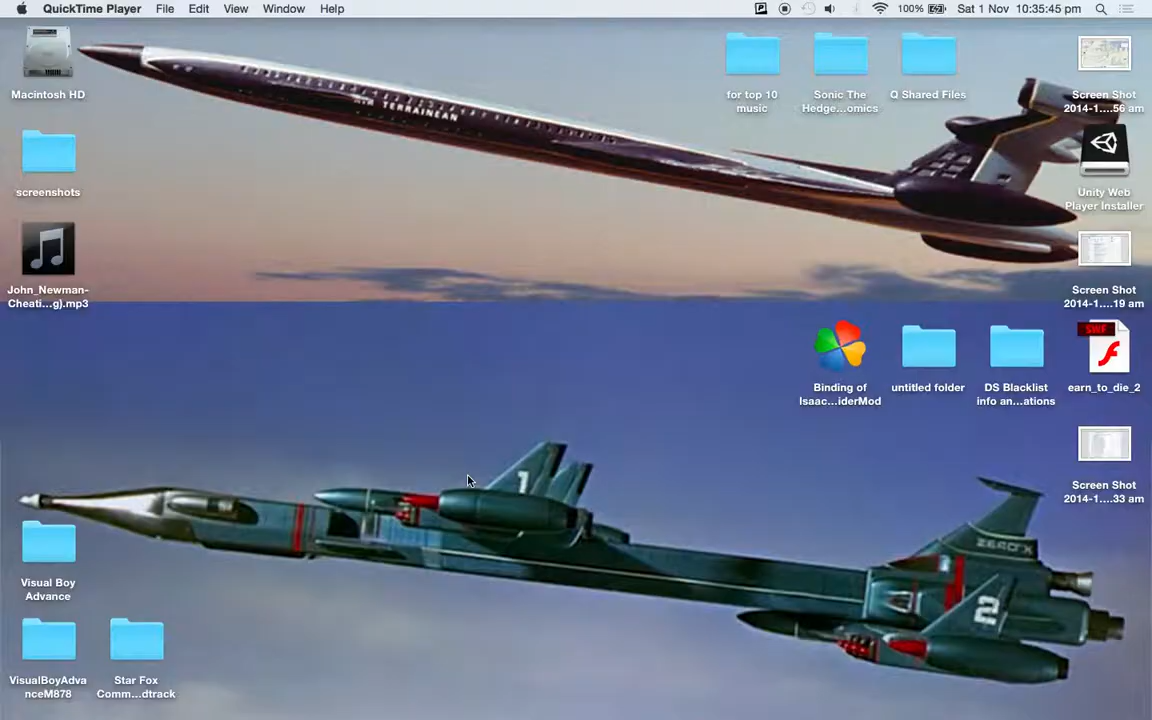 QuickTime Player File Edit View Window Help 100% Sat 1 Nov 10:35:45 pm
Macintosh HD
for top 10
music
Sonic The
Hedge...omics
Q Shared Files
Screen Shot
2014-1....56 am
AIR TERRAINEAN
screenshots
Unity Web
Player Installer
John_Newman-
Cheati...g).mp3
Screen Shot
2014-1....19 am
SWF
Binding of
Isaac...iderMod
untitled folder
DS Blacklist
info an...ations
earn_to_die_2
1
Screen Shot
2014-1....33 am
ZERO X
2
Visual Boy
Advance
VisualBoyAdva
nceM878
Star Fox
Comm...dtrack